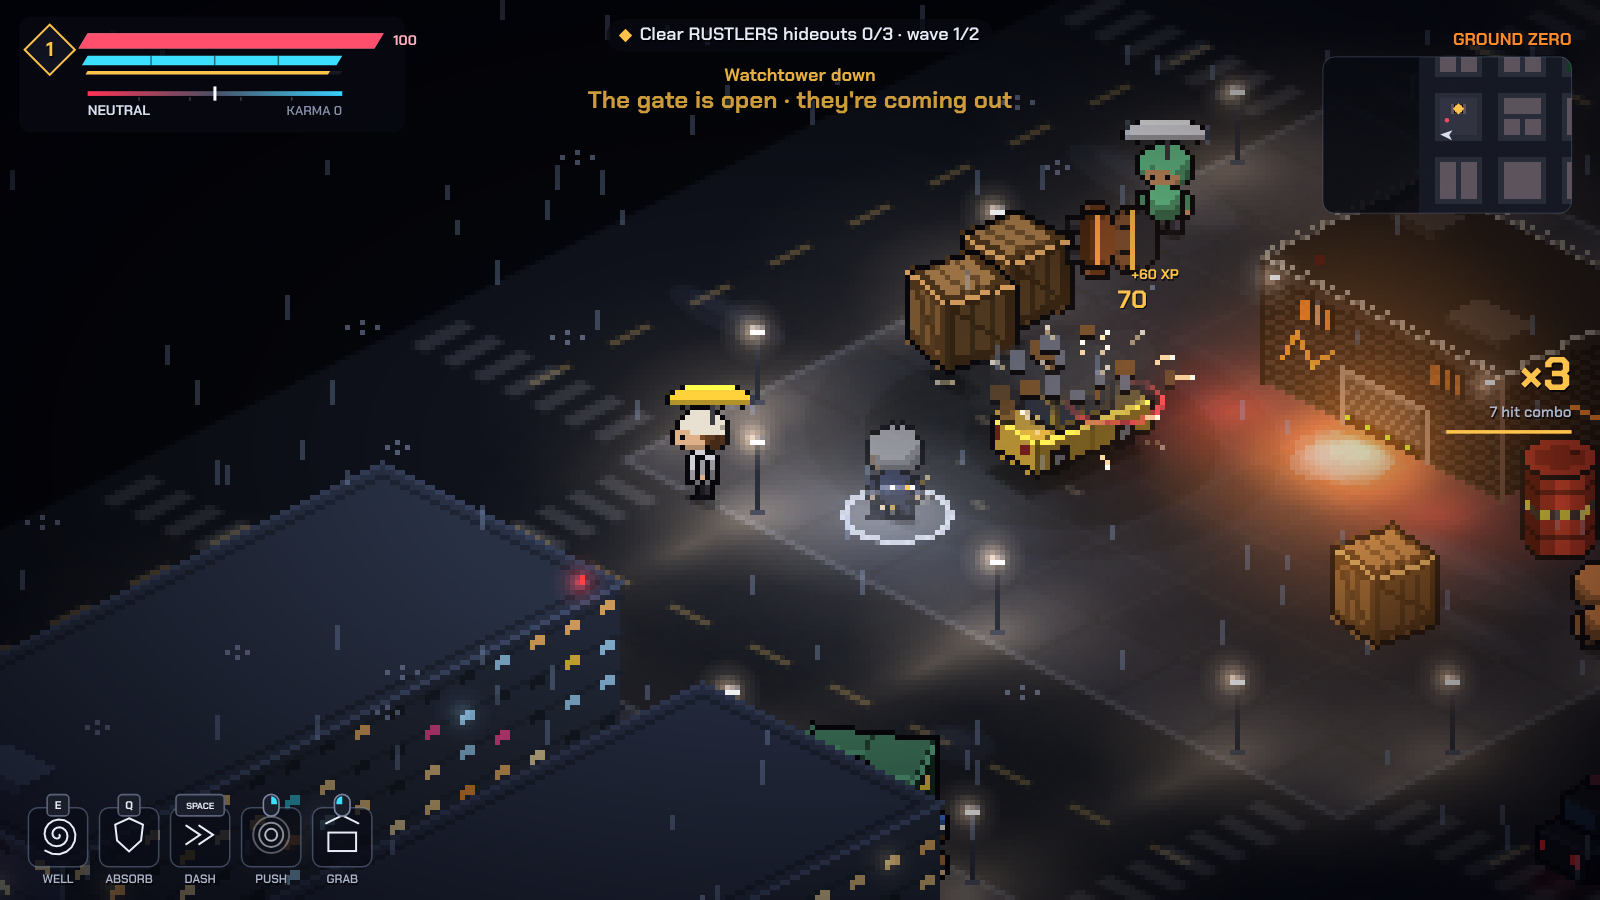 1
100
NEUTRAL
KARMA 0
◆ Clear RUSTLERS hideouts 0/3 · wave 1/2
Watchtower down
The gate is open · they're coming out
GROUND ZERO
+60 XP
70
×3
7 hit combo
E
Q
SPACE
WELL
ABSORB
DASH
PUSH
GRAB